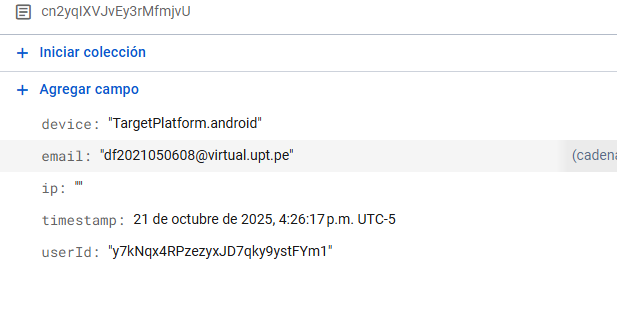 cn2yqIXVJvEy3rMfmjvU
Iniciar colección
Agregar campo
device: "TargetPlatform.android"
email: "df2021050608@virtual.upt.pe"
(cadena
ip: ""
timestamp: 21 de octubre de 2025, 4:26:17 p.m. UTC-5
userId: "y7kNqx4RPzezyxJD7qky9ystFYm1"